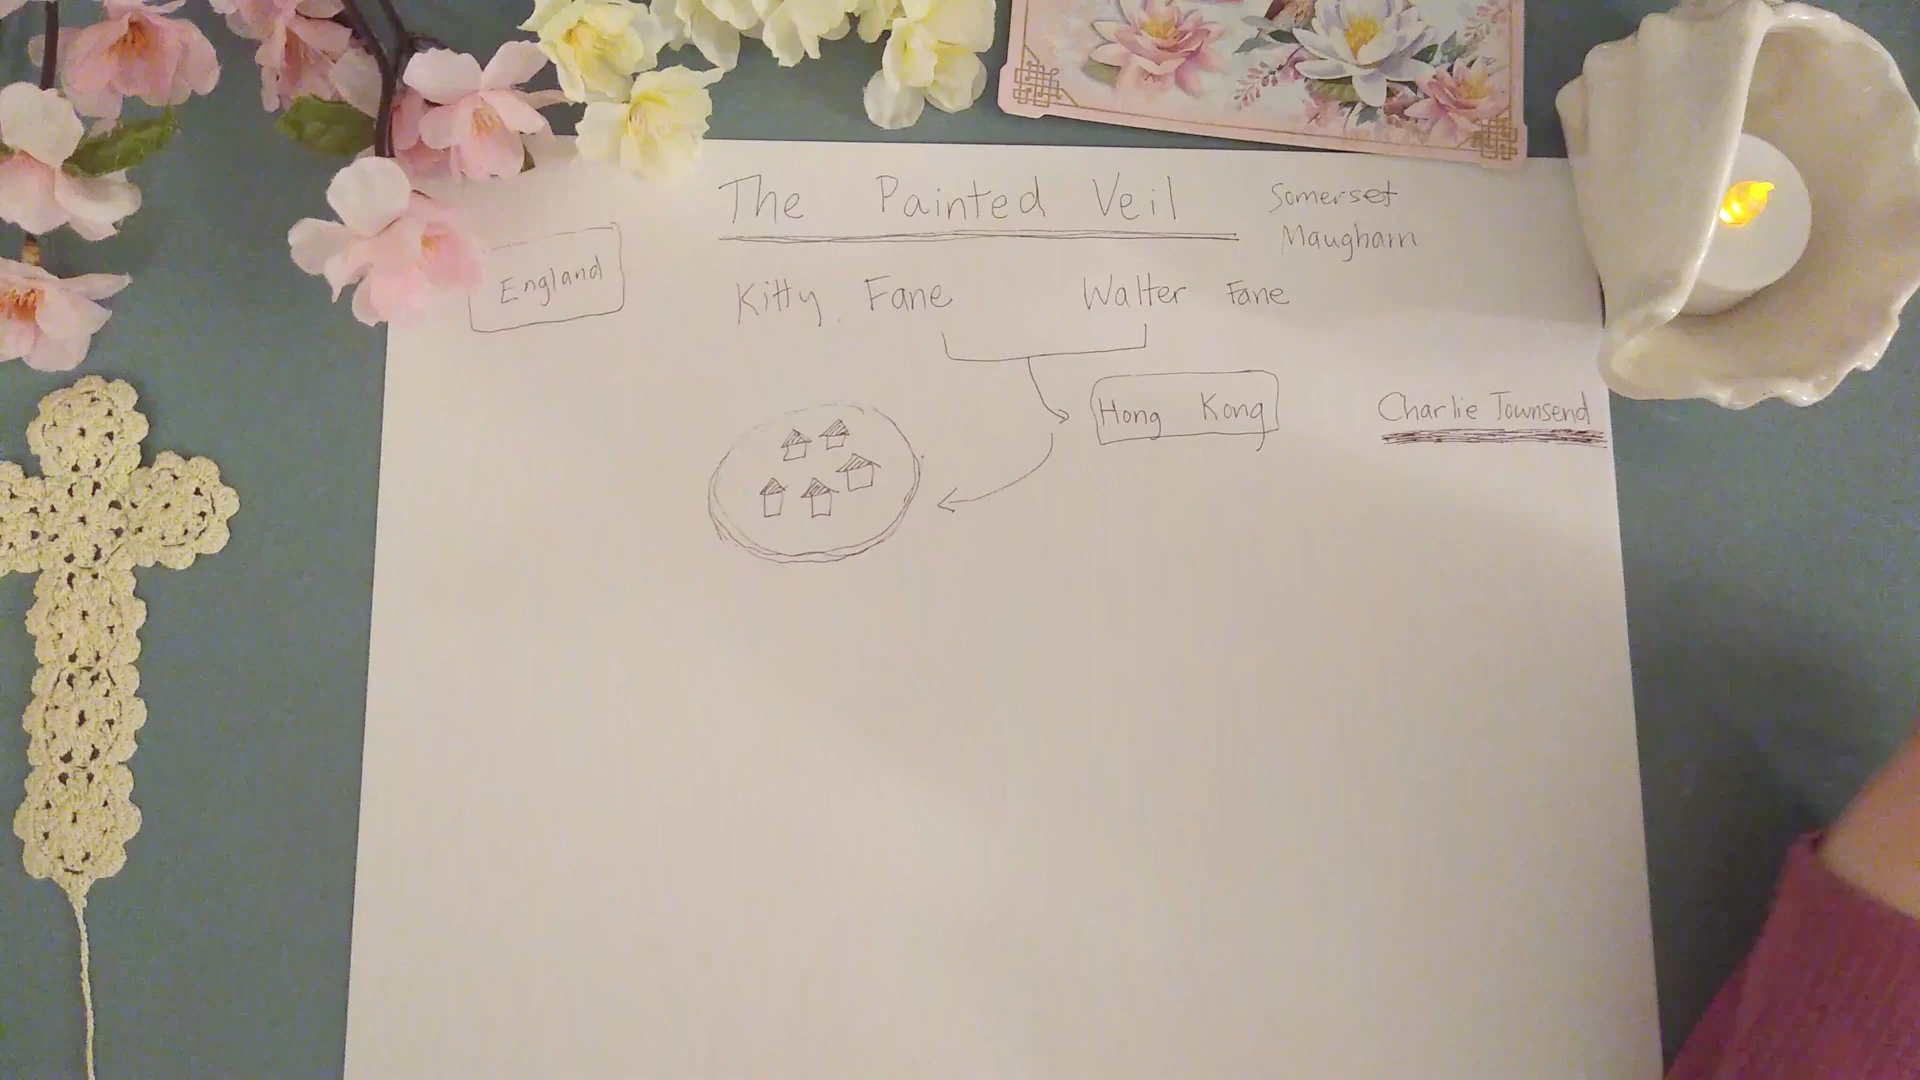 The Painted Veil
Somerset
Maugham
England
Kitty Fane
Walter Fane
Hong Kong
Charlie Townsend